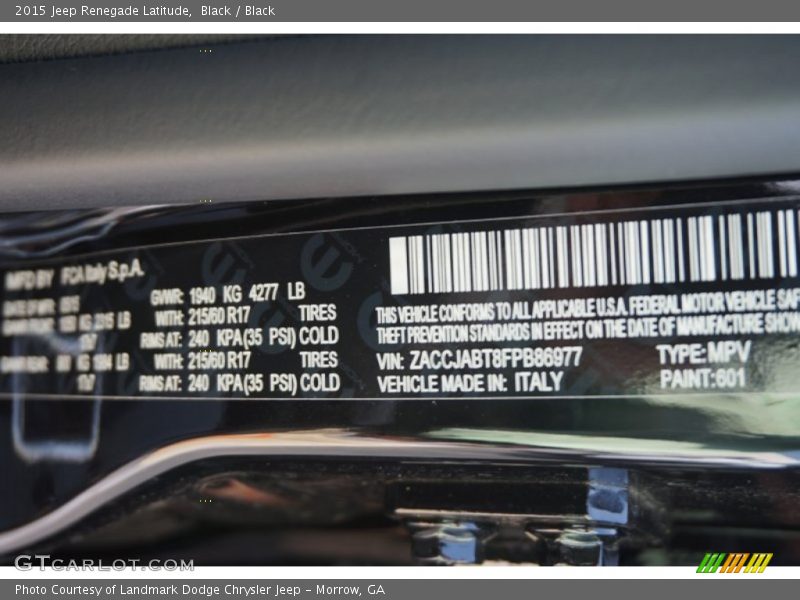 2015 Jeep Renegade Latitude, Black / Black
MFD BY FCA Italy S.p.A.
GVWR: 1940 KG 4277 LB
WITH: 215/60 R17 TIRES
RIMS AT: 240 KPA(35 PSI) COLD
WITH: 215/60 R17 TIRES
RIMS AT: 240 KPA(35 PSI) COLD
THIS VEHICLE CONFORMS TO ALL APPLICABLE U.S.A. FEDERAL MOTOR VEHICLE SAF
THEFT PREVENTION STANDARDS IN EFFECT ON THE DATE OF MANUFACTURE SHOW
VIN: ZACCJABT8FPB86977 TYPE: MPV
VEHICLE MADE IN: ITALY PAINT: 601
GTCARLOT.COM
Photo Courtesy of Landmark Dodge Chrysler Jeep – Morrow, GA